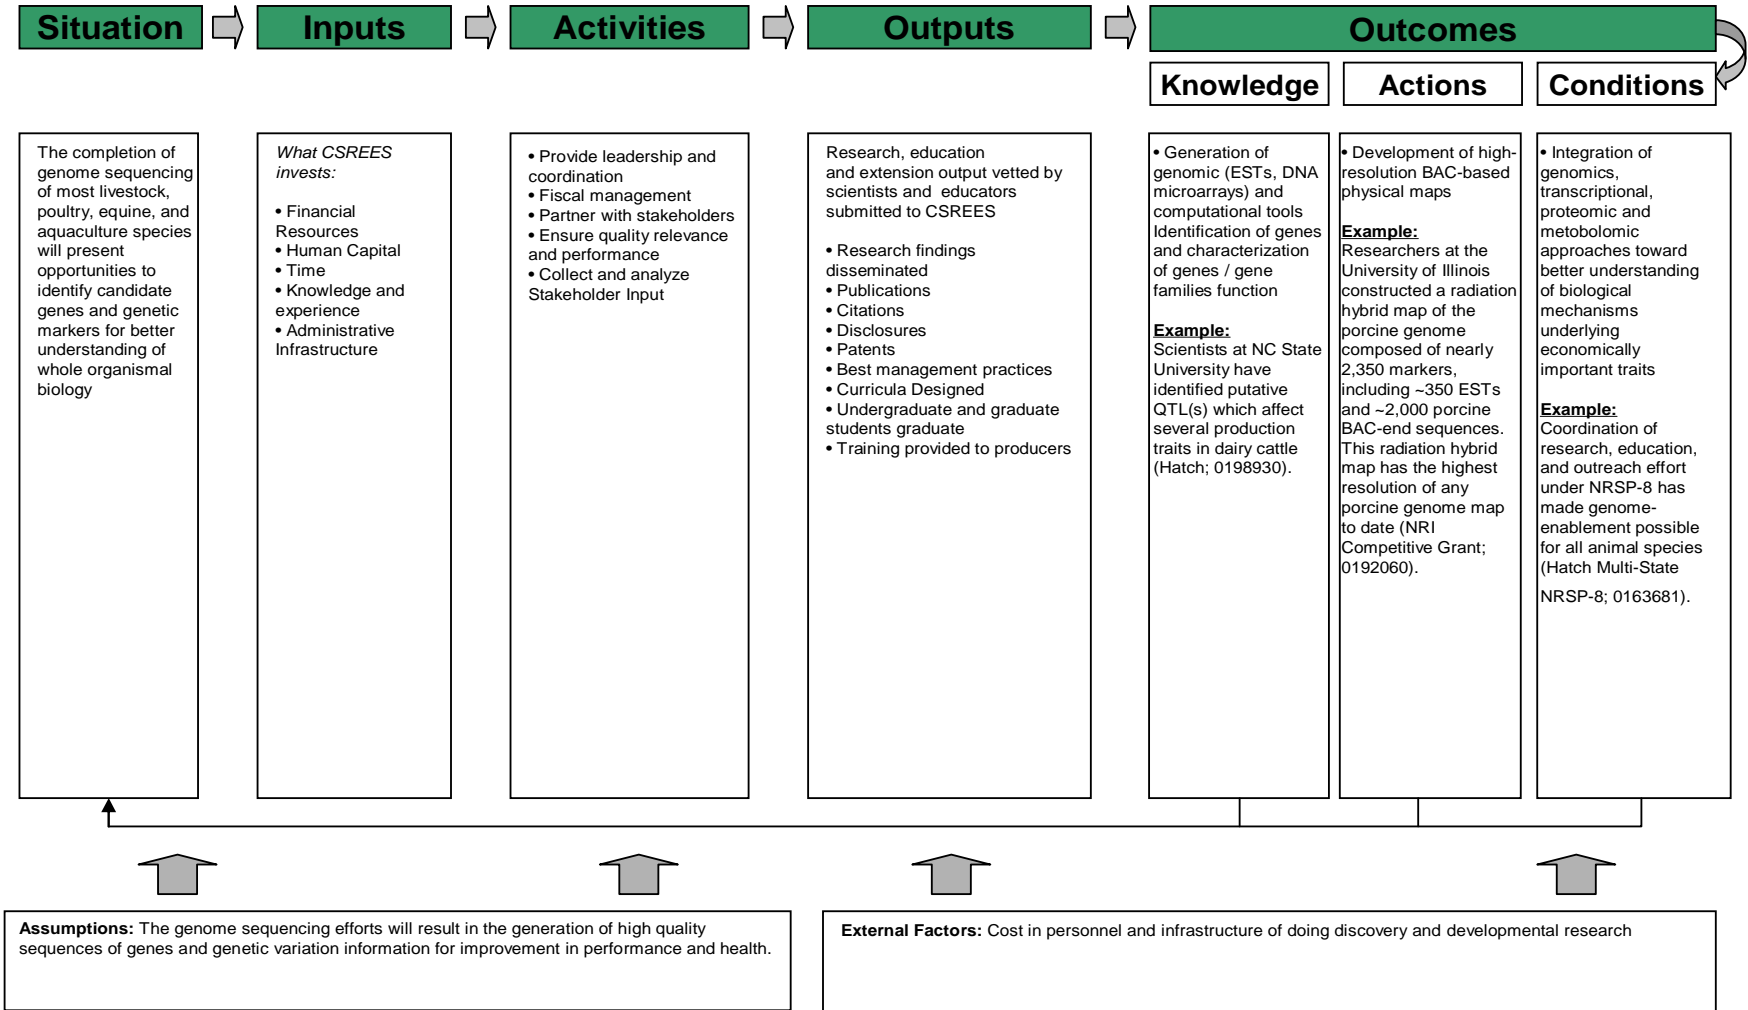 Situation
Inputs
Activities
Outputs
Outcomes
Knowledge
Actions
Conditions
The completion of
genome sequencing
of most livestock,
poultry, equine, and
aquaculture species
will present
opportunities to
identify candidate
genes and genetic
markers for better
understanding of
whole organismal
biology
What CSREES
invests:
• Financial
Resources
• Human Capital
• Time
• Knowledge and
experience
• Administrative
Infrastructure
• Provide leadership and
coordination
• Fiscal management
• Partner with stakeholders
• Ensure quality relevance
and performance
• Collect and analyze
Stakeholder Input
Research, education
and extension output vetted by
scientists and educators
submitted to CSREES
• Research findings
disseminated
• Publications
• Citations
• Disclosures
• Patents
• Best management practices
• Curricula Designed
• Undergraduate and graduate
students graduate
• Training provided to producers
• Generation of
genomic (ESTs, DNA
microarrays) and
computational tools
Identification of genes
and characterization
of genes / gene
families function
Example:
Scientists at NC State
University have
identified putative
QTL(s) which affect
several production
traits in dairy cattle
(Hatch; 0198930).
• Development of high-
resolution BAC-based
physical maps
Example:
Researchers at the
University of Illinois
constructed a radiation
hybrid map of the
porcine genome
composed of nearly
2,350 markers,
including ~350 ESTs
and ~2,000 porcine
BAC-end sequences.
This radiation hybrid
map has the highest
resolution of any
porcine genome map
to date (NRI
Competitive Grant;
0192060).
• Integration of
genomics,
transcriptional,
proteomic and
metobolomic
approaches toward
better understanding
of biological
mechanisms
underlying
economically
important traits
Example:
Coordination of
research, education,
and outreach effort
under NRSP-8 has
made genome-
enablement possible
for all animal species
(Hatch Multi-State
NRSP-8; 0163681).
Assumptions: The genome sequencing efforts will result in the generation of high quality
sequences of genes and genetic variation information for improvement in performance and health.
External Factors: Cost in personnel and infrastructure of doing discovery and developmental research